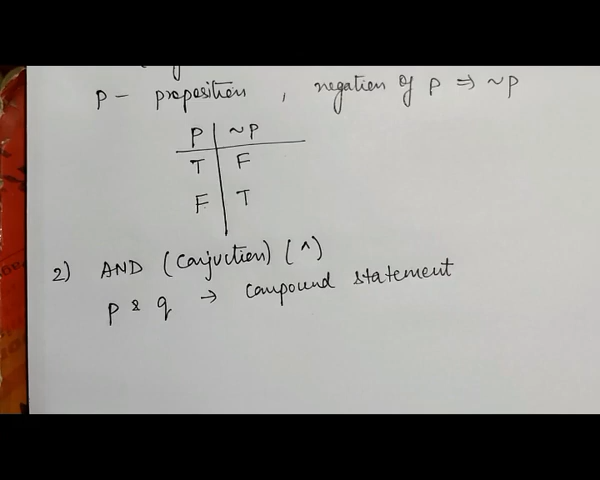 P - proposition , negation of P ⇒ ~P
P | ~P
T | F
F | T
2) AND (Conjuction) (^)
P & q → Compound statement